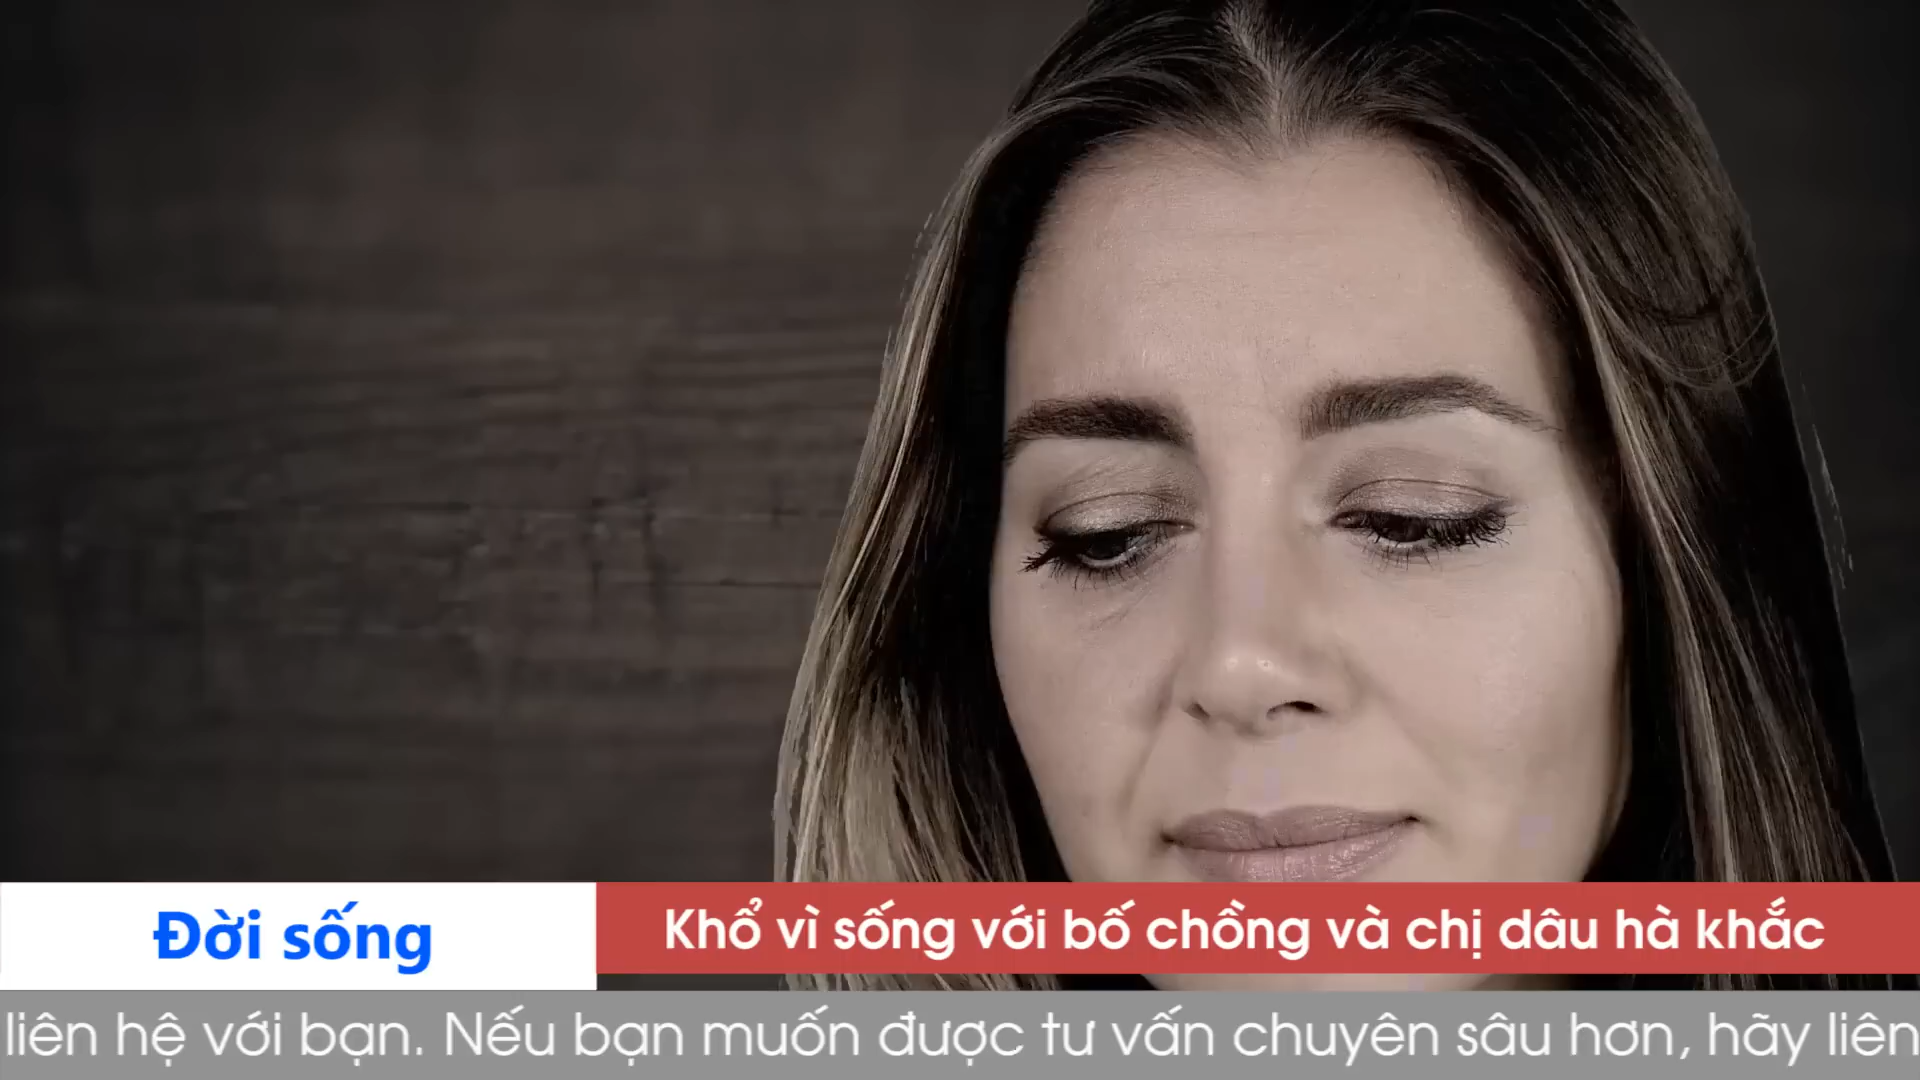 Đời sống
Khổ vì sống với bố chồng và chị dâu hà khắc
liên hệ với bạn. Nếu bạn muốn được tư vấn chuyên sâu hơn, hãy liên